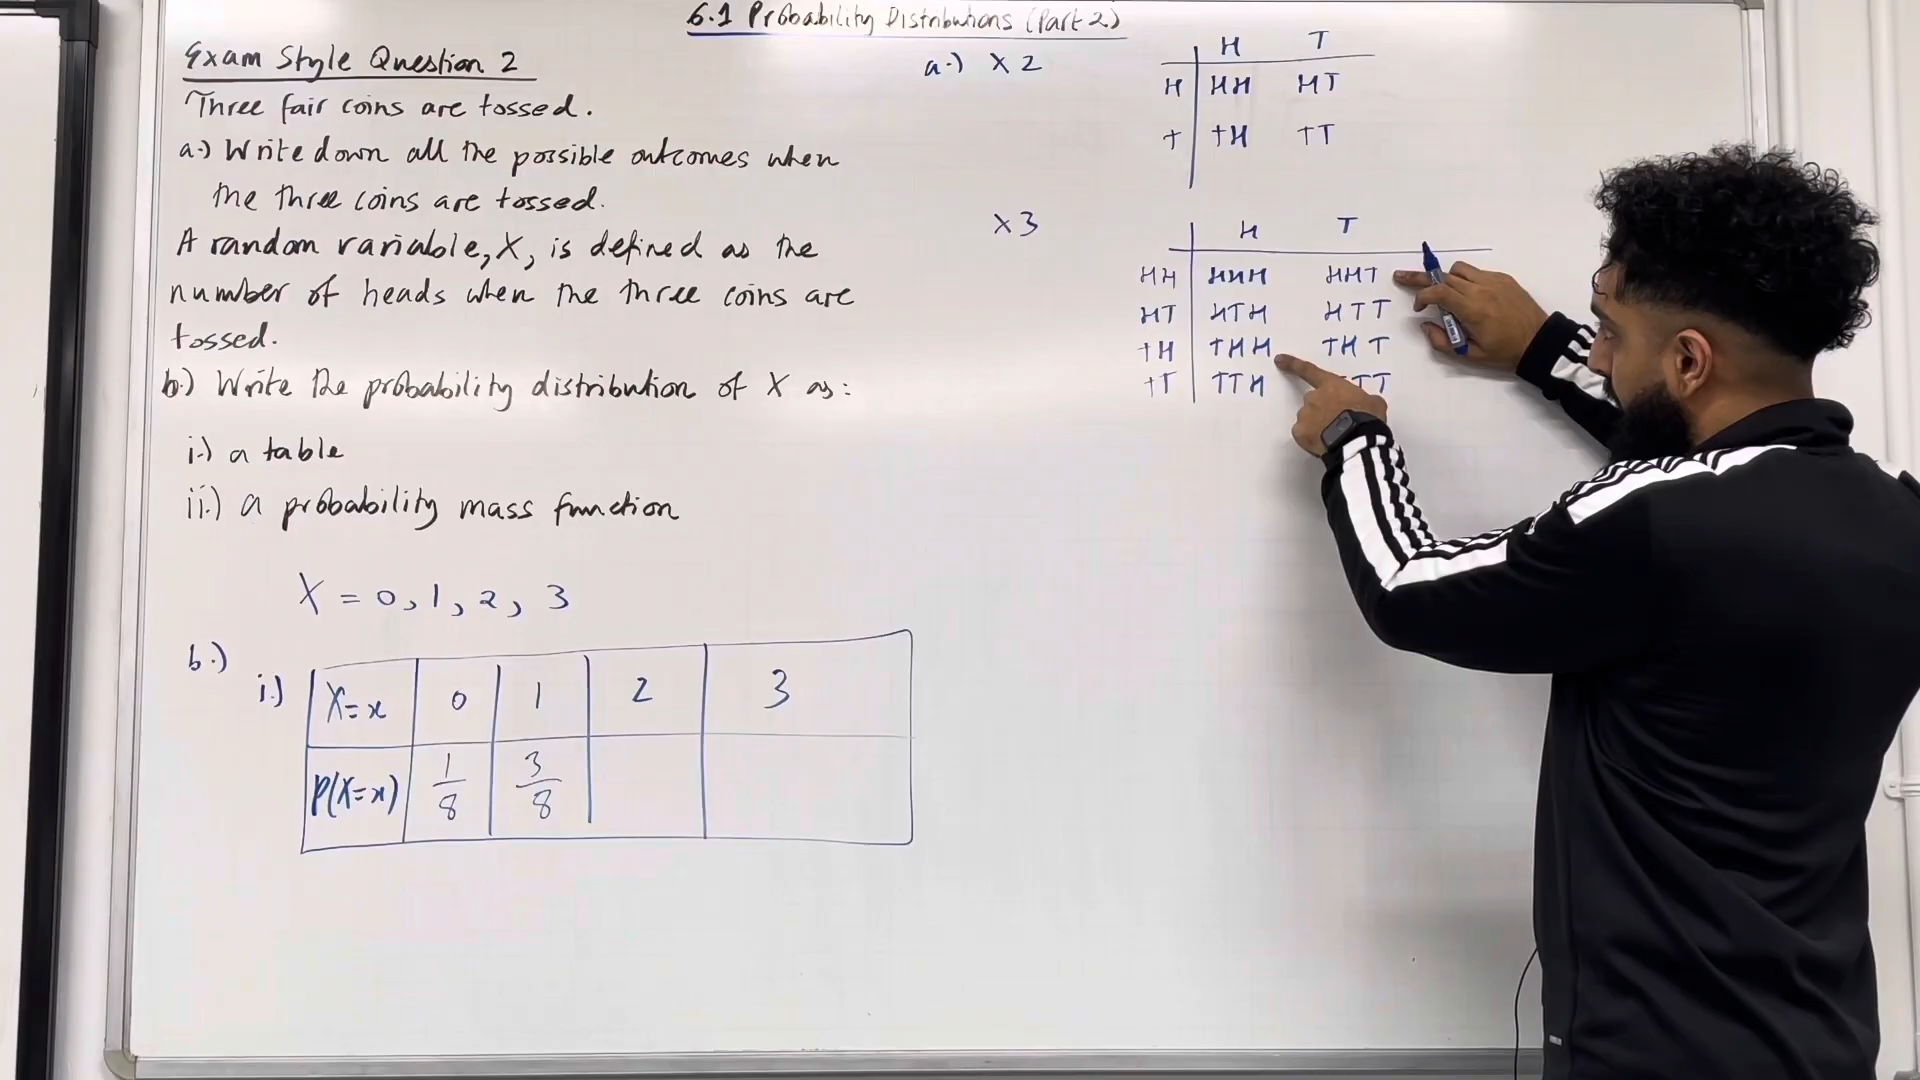 6.1 Probability Distributions (Part 2)
Exam Style Question 2
Three fair coins are tossed.
a.) Write down all the possible outcomes when
the three coins are tossed.
A random variable, X, is defined as the
number of heads when the three coins are
tossed.
b.) Write the probability distribution of X as:
i.) a table
ii.) a probability mass function
X = 0, 1, 2, 3
b.)
i.) X=x 0 1 2 3
P(X=x) 1/8 3/8
a.) X 2
H T
H HH HT
T TH TT
X 3
H T
HH HHH HHT
HT HTH HTT
TH THH THT
TT TTH TT